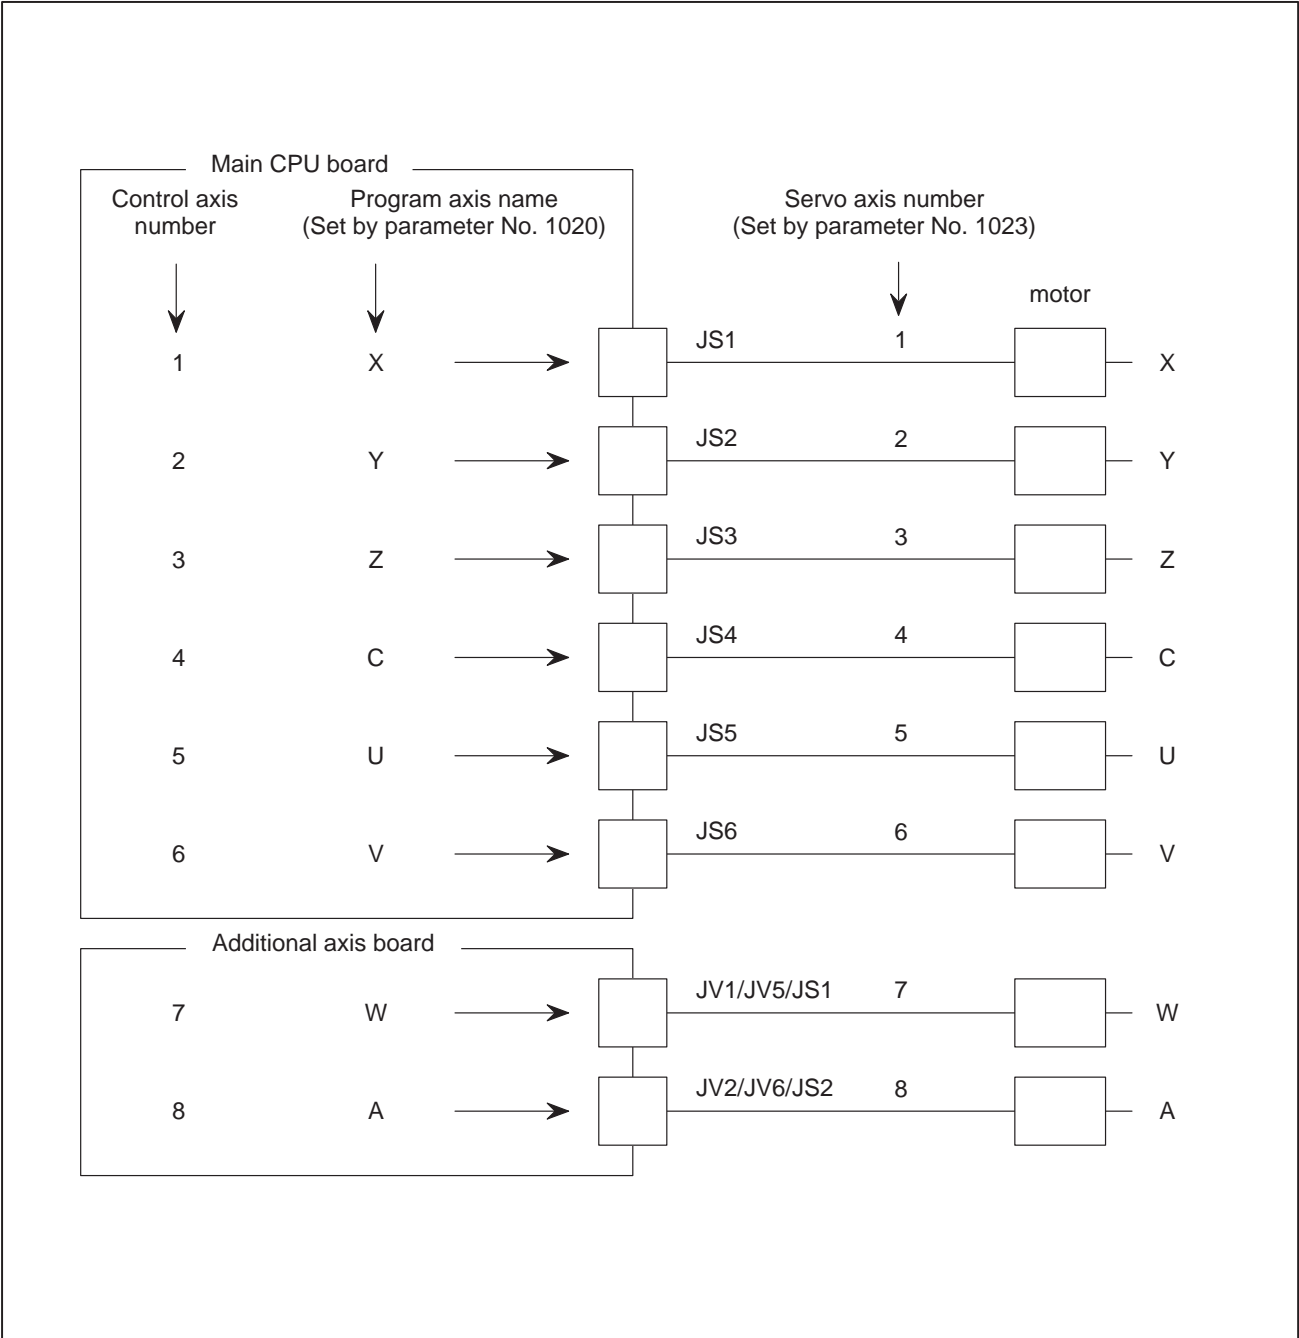 Main CPU board
Control axis number
Program axis name
(Set by parameter No. 1020)
Servo axis number
(Set by parameter No. 1023)
motor
1 X JS1 1 X
2 Y JS2 2 Y
3 Z JS3 3 Z
4 C JS4 4 C
5 U JS5 5 U
6 V JS6 6 V
Additional axis board
7 W JV1/JV5/JS1 7 W
8 A JV2/JV6/JS2 8 A